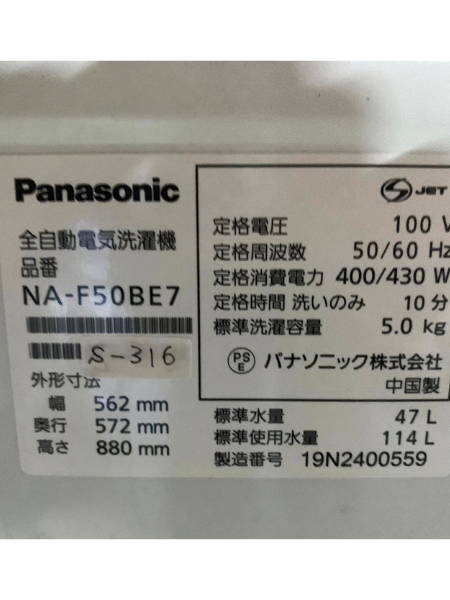 Panasonic
全自動電気洗濯機
品番
NA-F50BE7
S-316
外形寸法
幅 562 mm
奥行 572 mm
高さ 880 mm
S JET
定格電圧 100 V
定格周波数 50/60 Hz
定格消費電力 400/430 W
定格時間 洗いのみ 10 分
標準洗濯容量 5.0 kg
PS E パナソニック株式会社
中国製
標準水量 47 L
標準使用水量 114 L
製造番号 19N2400559